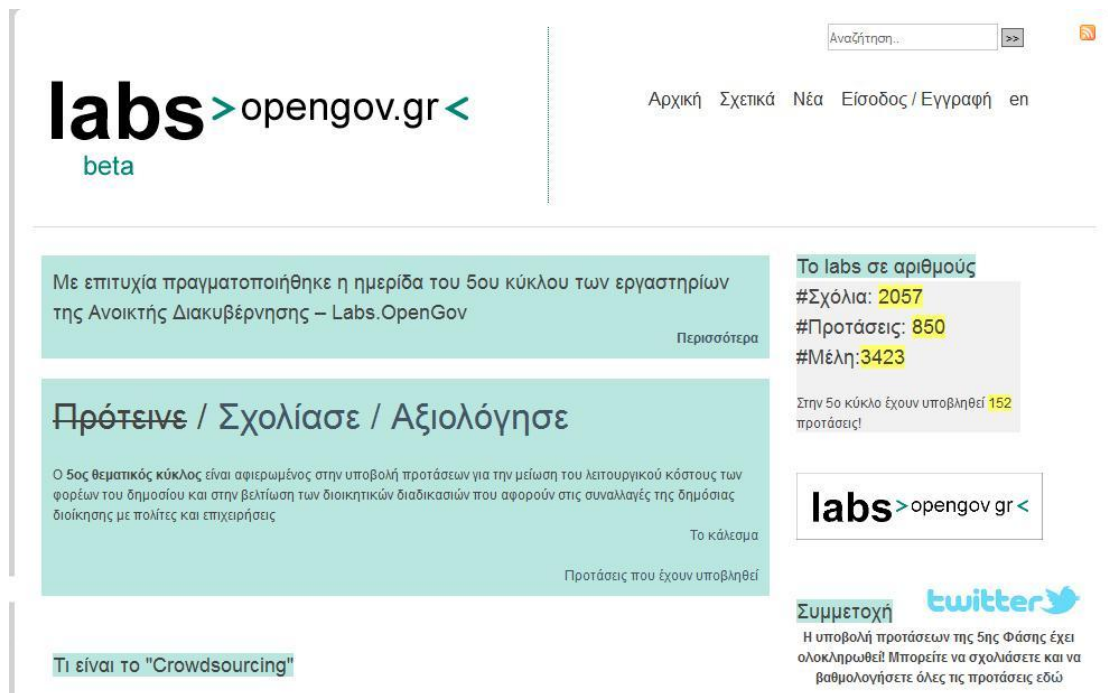 Αναζήτηση.. >>
labs >opengov.gr<
beta
Αρχική Σχετικά Νέα Είσοδος / Εγγραφή en
Με επιτυχία πραγματοποιήθηκε η ημερίδα του 5ου κύκλου των εργαστηρίων
της Ανοικτής Διακυβέρνησης – Labs.OpenGov
Περισσότερα
Πρότεινε / Σχολίασε / Αξιολόγησε
Ο 5ος θεματικός κύκλος είναι αφιερωμένος στην υποβολή προτάσεων για την μείωση του λειτουργικού κόστους των
φορέων του δημοσίου και στην βελτίωση των διοικητικών διαδικασιών που αφορούν στις συναλλαγές της δημόσιας
διοίκησης με πολίτες και επιχειρήσεις
Το κάλεσμα
Προτάσεις που έχουν υποβληθεί
Τι είναι το "Crowdsourcing"
Το labs σε αριθμούς
#Σχόλια: 2057
#Προτάσεις: 850
#Μέλη:3423
Στην 5ο κύκλο έχουν υποβληθεί 152
προτάσεις!
labs >opengov gr<
twitter
Συμμετοχή
Η υποβολή προτάσεων της 5ης Φάσης έχει
ολοκληρωθεί! Μπορείτε να σχολιάσετε και να
βαθμολογήσετε όλες τις προτάσεις εδώ